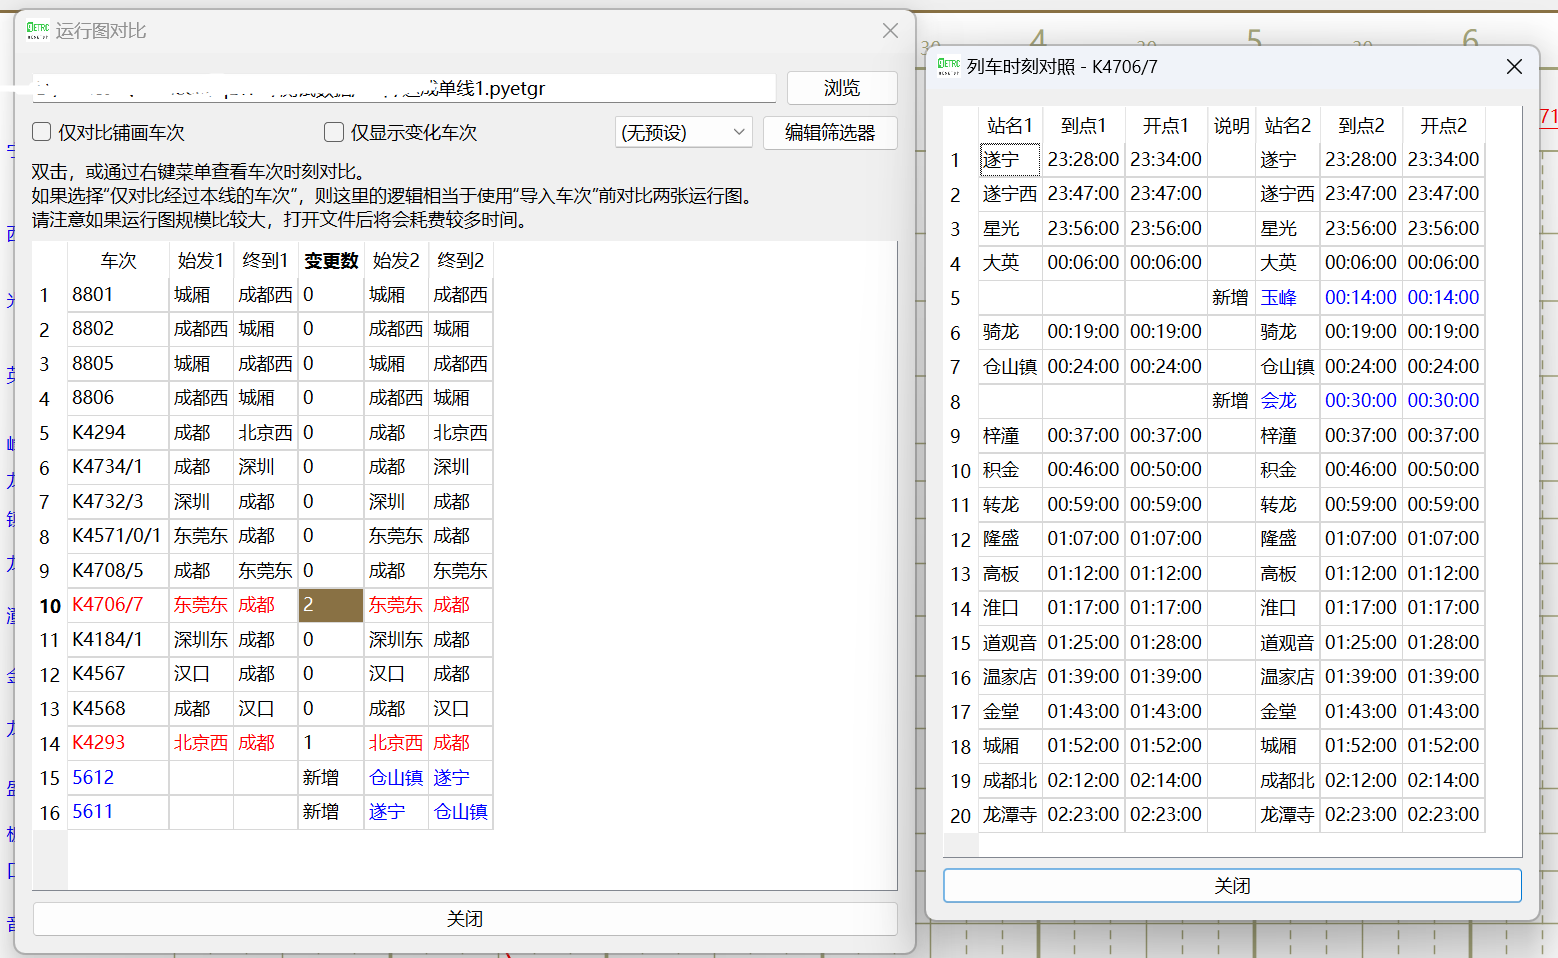 运行图对比
成单线1.pyetgr
浏览
仅对比铺画车次
仅显示变化车次
(无预设)
编辑筛选器
双击，或通过右键菜单查看车次时刻对比。
如果选择“仅对比经过本线的车次”，则这里的逻辑相当于使用“导入车次”前对比两张运行图。
请注意如果运行图规模比较大，打开文件后将会耗费较多时间。
车次 始发1 终到1 变更数 始发2 终到2
1 8801 城厢 成都西 0 城厢 成都西
2 8802 成都西 城厢 0 成都西 城厢
3 8805 城厢 成都西 0 城厢 成都西
4 8806 成都西 城厢 0 成都西 城厢
5 K4294 成都 北京西 0 成都 北京西
6 K4734/1 成都 深圳 0 成都 深圳
7 K4732/3 深圳 成都 0 深圳 成都
8 K4571/0/1 东莞东 成都 0 东莞东 成都
9 K4708/5 成都 东莞东 0 成都 东莞东
10 K4706/7 东莞东 成都 2 东莞东 成都
11 K4184/1 深圳东 成都 0 深圳东 成都
12 K4567 汉口 成都 0 汉口 成都
13 K4568 成都 汉口 0 成都 汉口
14 K4293 北京西 成都 1 北京西 成都
15 5612 新增 仓山镇 遂宁
16 5611 新增 遂宁 仓山镇
关闭
4 5 6
列车时刻对照 - K4706/7
站名1 到点1 开点1 说明 站名2 到点2 开点2
1 遂宁 23:28:00 23:34:00 遂宁 23:28:00 23:34:00
2 遂宁西 23:47:00 23:47:00 遂宁西 23:47:00 23:47:00
3 星光 23:56:00 23:56:00 星光 23:56:00 23:56:00
4 大英 00:06:00 00:06:00 大英 00:06:00 00:06:00
5 新增 玉峰 00:14:00 00:14:00
6 骑龙 00:19:00 00:19:00 骑龙 00:19:00 00:19:00
7 仓山镇 00:24:00 00:24:00 仓山镇 00:24:00 00:24:00
8 新增 会龙 00:30:00 00:30:00
9 梓潼 00:37:00 00:37:00 梓潼 00:37:00 00:37:00
10 积金 00:46:00 00:50:00 积金 00:46:00 00:50:00
11 转龙 00:59:00 00:59:00 转龙 00:59:00 00:59:00
12 隆盛 01:07:00 01:07:00 隆盛 01:07:00 01:07:00
13 高板 01:12:00 01:12:00 高板 01:12:00 01:12:00
14 淮口 01:17:00 01:17:00 淮口 01:17:00 01:17:00
15 道观音 01:25:00 01:28:00 道观音 01:25:00 01:28:00
16 温家店 01:39:00 01:39:00 温家店 01:39:00 01:39:00
17 金堂 01:43:00 01:43:00 金堂 01:43:00 01:43:00
18 城厢 01:52:00 01:52:00 城厢 01:52:00 01:52:00
19 成都北 02:12:00 02:14:00 成都北 02:12:00 02:14:00
20 龙潭寺 02:23:00 02:23:00 龙潭寺 02:23:00 02:23:00
关闭